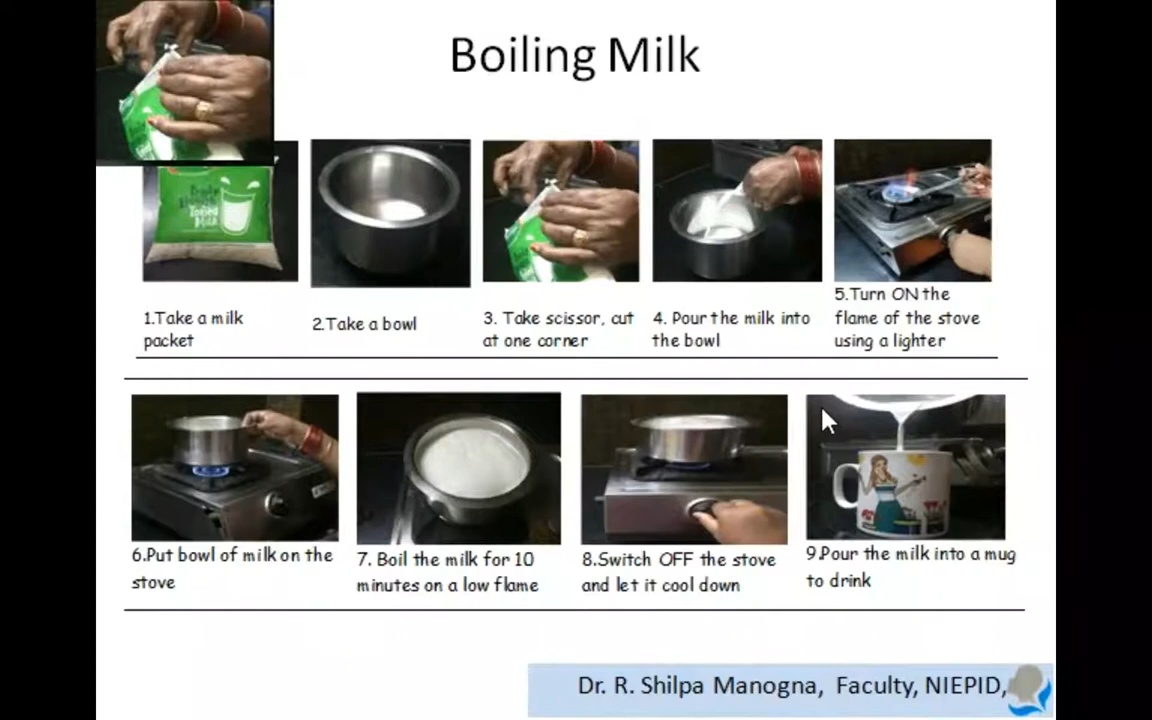 Boiling Milk
Toned
Milk
1.Take a milk
packet
2.Take a bowl
3. Take scissor, cut
at one corner
4. Pour the milk into
the bowl
5.Turn ON the
flame of the stove
using a lighter
6.Put bowl of milk on the
stove
7. Boil the milk for 10
minutes on a low flame
8.Switch OFF the stove
and let it cool down
9.Pour the milk into a mug
to drink
Dr. R. Shilpa Manogna, Faculty, NIEPID,